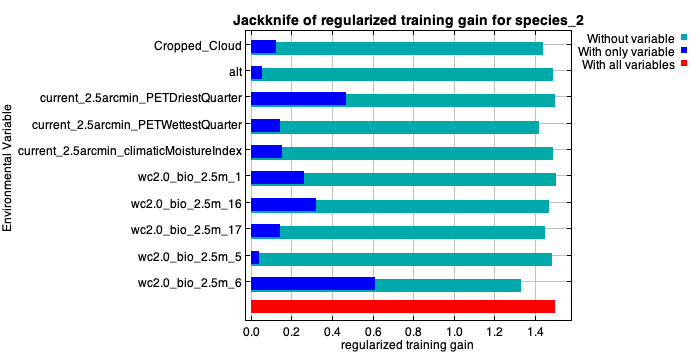 Jackknife of regularized training gain for species_2
Without variable
With only variable
With all variables
Environmental Variable
Cropped_Cloud
alt
current_2.5arcmin_PETDriestQuarter
current_2.5arcmin_PETWettestQuarter
current_2.5arcmin_climaticMoistureIndex
wc2.0_bio_2.5m_1
wc2.0_bio_2.5m_16
wc2.0_bio_2.5m_17
wc2.0_bio_2.5m_5
wc2.0_bio_2.5m_6
0.0 0.2 0.4 0.6 0.8 1.0 1.2 1.4
regularized training gain